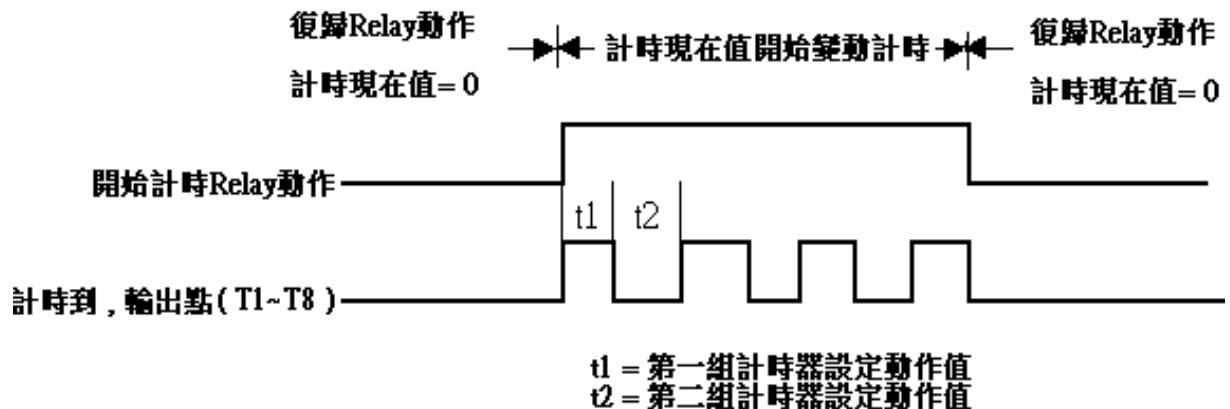 復歸Relay動作
計時現在值= 0
計時現在值開始變動計時
復歸Relay動作
計時現在值= 0
開始計時Relay動作
t1
t2
計時到 , 輸出點 ( T1~T8 )
t1 = 第一組計時器設定動作值
t2 = 第二組計時器設定動作值